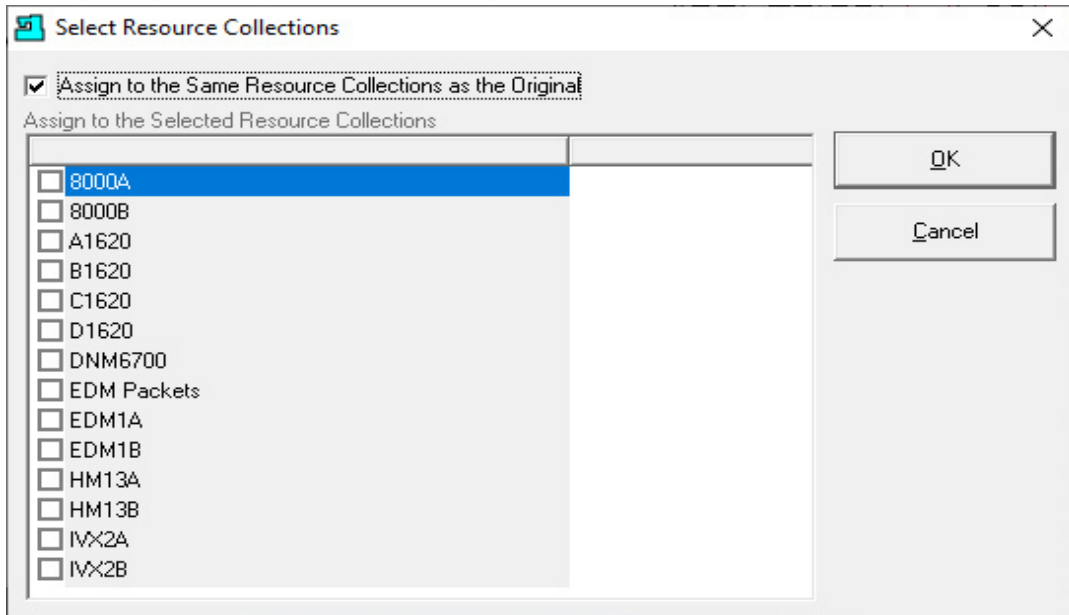 Select Resource Collections
Assign to the Same Resource Collections as the Original
Assign to the Selected Resource Collections
OK
Cancel
8000A
8000B
A1620
B1620
C1620
D1620
DNM6700
EDM Packets
EDM1A
EDM1B
HM13A
HM13B
IVX2A
IVX2B